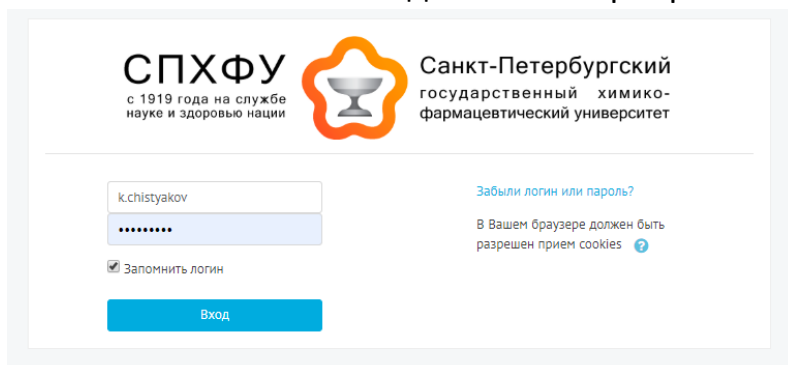 СПХФУ
с 1919 года на службе
науке и здоровью нации
Санкт-Петербургский
государственный химико-
фармацевтический университет
k.chistyakov
•••••••••
Запомнить логин
Вход
Забыли логин или пароль?
В Вашем браузере должен быть
разрешен прием cookies ?